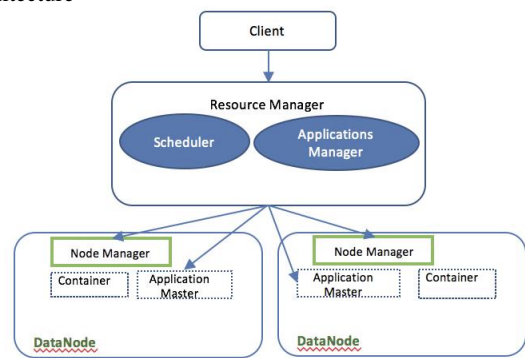 Client
Resource Manager
Scheduler
Applications
Manager
Node Manager
Container
Application
Master
DataNode
Node Manager
Application
Master
Container
DataNode